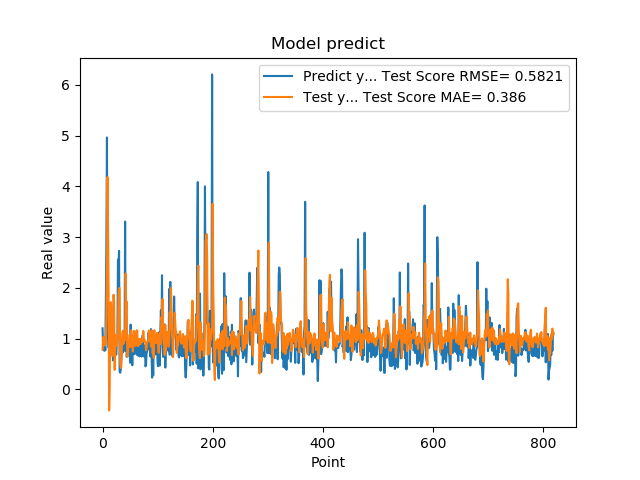 Model predict
Predict y... Test Score RMSE= 0.5821
Test y... Test Score MAE= 0.386
Real value
6
5
4
3
2
1
0
0 200 400 600 800
Point